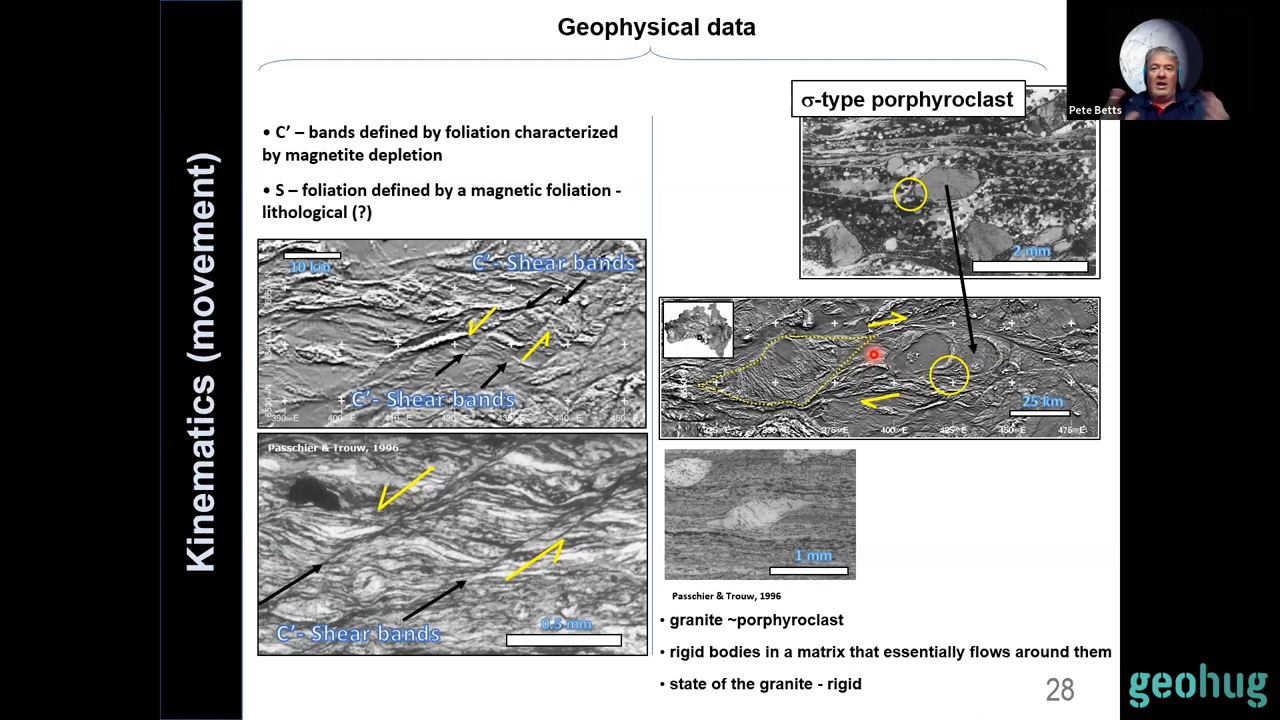 Geophysical data
Kinematics (movement)
• C’ – bands defined by foliation characterized
by magnetite depletion
• S – foliation defined by a magnetic foliation -
lithological (?)
10 km
C’- Shear bands
C’- Shear bands
Passchier & Trouw, 1996
C’- Shear bands
0.5 mm
σ-type porphyroclast
2 mm
25 km
1 mm
Passchier & Trouw, 1996
• granite ~porphyroclast
• rigid bodies in a matrix that essentially flows around them
• state of the granite - rigid
28
Pete Betts
geohug